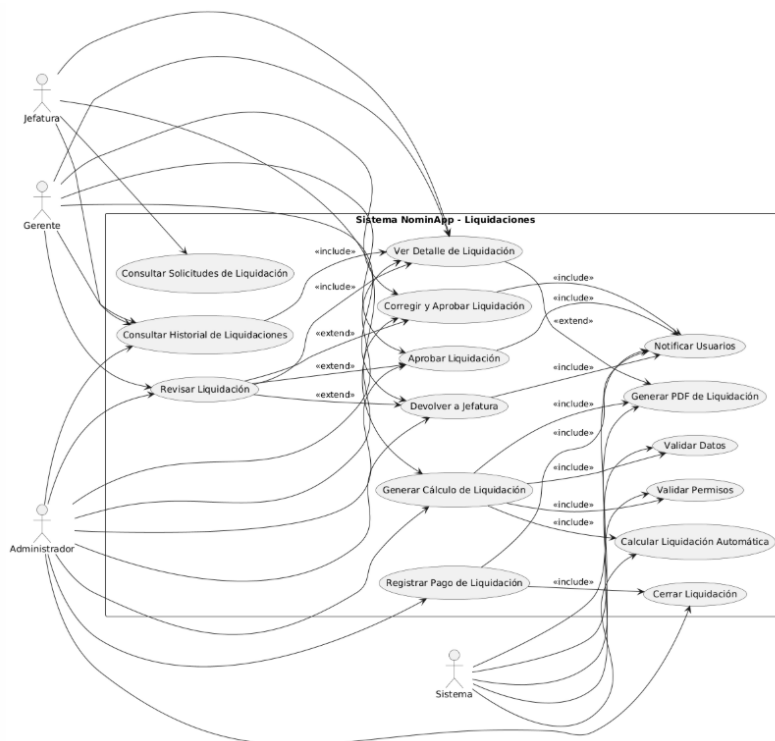 Jefatura
Gerente
Sistema NominApp - Liquidaciones
Consultar Solicitudes de Liquidación
«include»
Ver Detalle de Liquidación
«include»
«include»
Corregir y Aprobar Liquidación
«include»
Consultar Historial de Liquidaciones
«extend»
Notificar Usuarios
«extend»
Aprobar Liquidación
Revisar Liquidación
«extend»
«include»
Generar PDF de Liquidación
Devolver a Jefatura
«include»
Validar Datos
«include»
Generar Cálculo de Liquidación
«include»
Validar Permisos
«include»
Administrador
Calcular Liquidación Automática
Registrar Pago de Liquidación
«include»
Cerrar Liquidación
Sistema